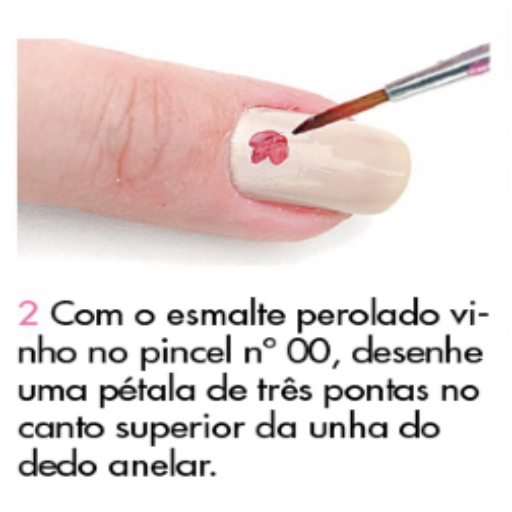 2 Com o esmalte perolado vi-
nho no pincel nº 00, desenhe
uma pétala de três pontas no
canto superior da unha do
dedo anelar.